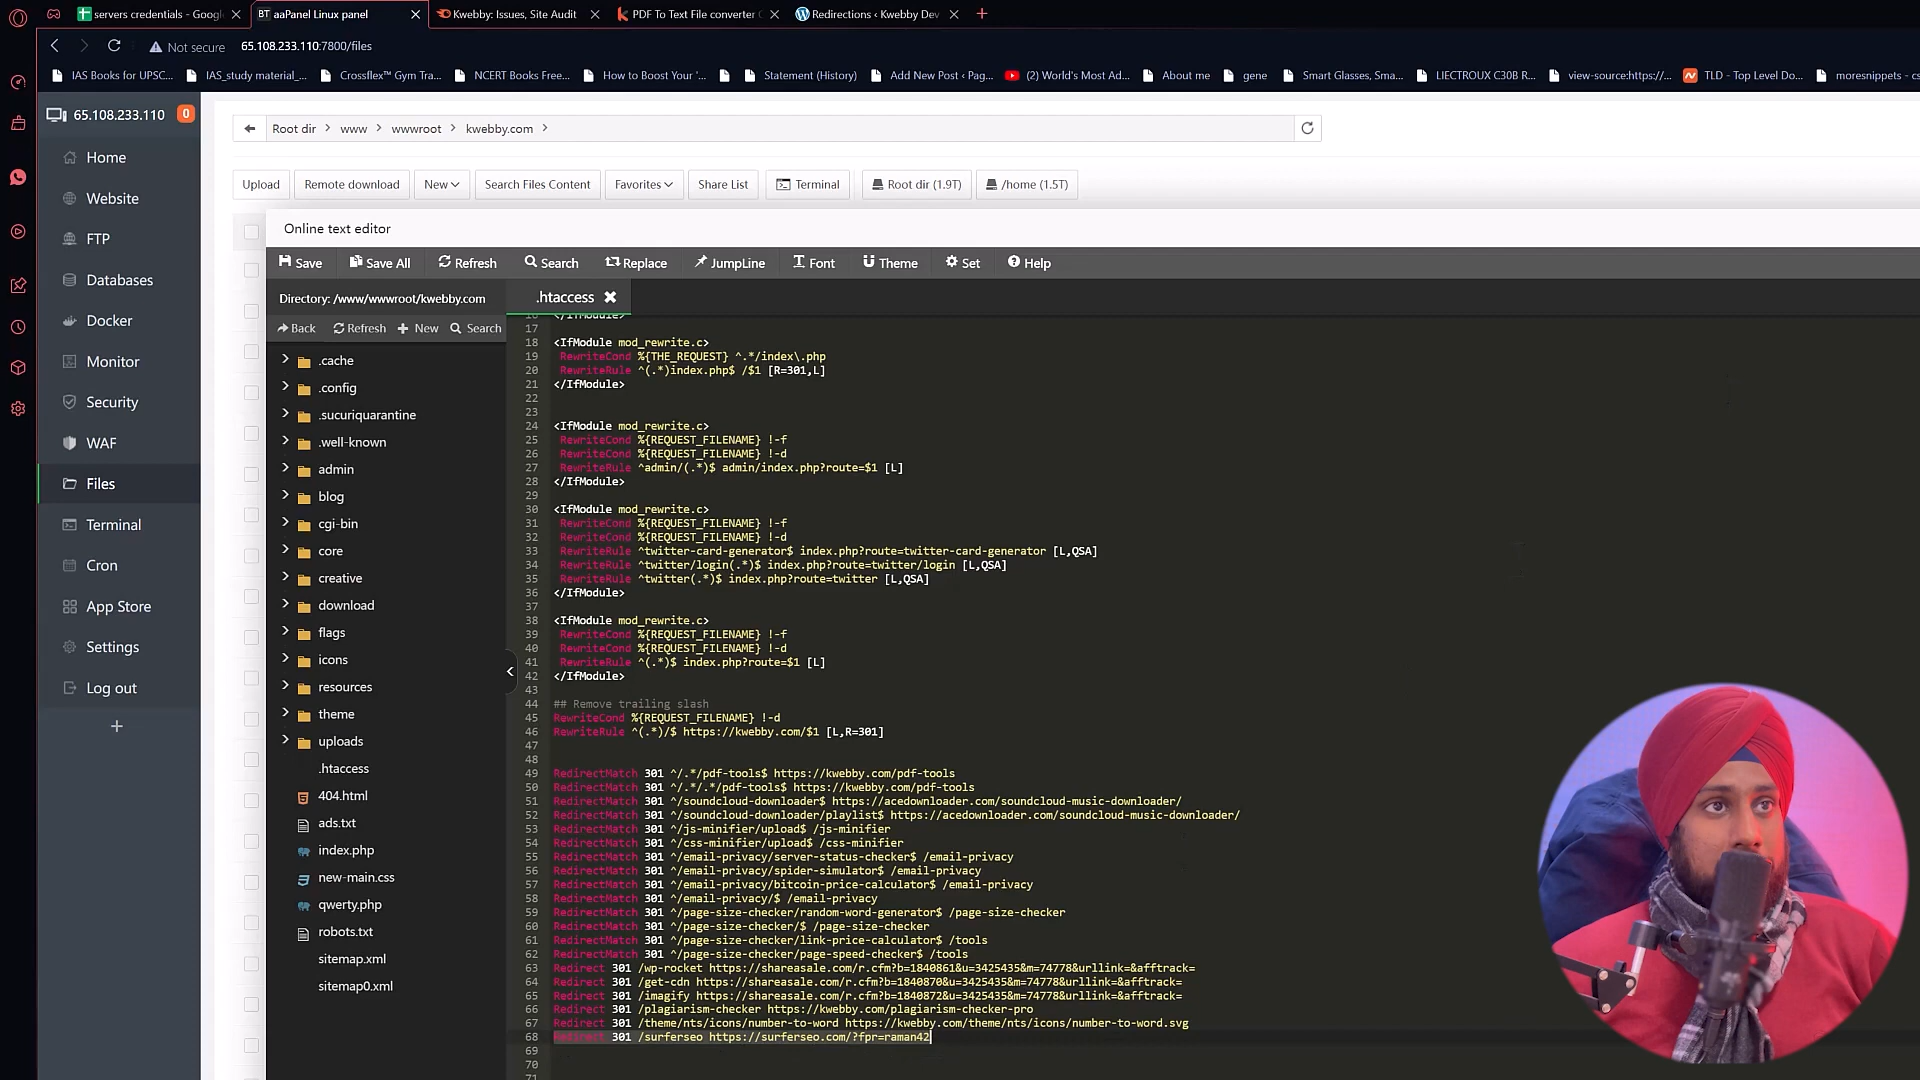 servers credentials - Googl
aaPanel Linux panel
Kwebby: Issues, Site Audit
PDF To Text File converter
Redirections ‹ Kwebby Dev
Not secure
65.108.233.110:7800/files
IAS Books for UPSC...
IAS_study material_...
Crossflex™ Gym Tra...
NCERT Books Free...
How to Boost Your '...
Statement (History)
Add New Post ‹ Pag...
(2) World's Most Ad...
About me
gene
Smart Glasses, Sma...
LIECTROUX C30B R...
view-source:https://...
TLD - Top Level Do...
moresnippets - cs
65.108.233.110
0
Home
Website
FTP
Databases
Docker
Monitor
Security
WAF
Files
Terminal
Cron
App Store
Settings
Log out
Root dir
www
wwwroot
kwebby.com
Upload
Remote download
New
Search Files Content
Favorites
Share List
Terminal
Root dir (1.9T)
/home (1.5T)
Online text editor
Save
Save All
Refresh
Search
Replace
JumpLine
Font
Theme
Set
Help
Directory: /www/wwwroot/kwebby.com
.htaccess
Back
Refresh
New
Search
.cache
.config
.sucuriquarantine
.well-known
admin
blog
cgi-bin
core
creative
download
flags
icons
resources
theme
uploads
.htaccess
404.html
ads.txt
index.php
new-main.css
qwerty.php
robots.txt
sitemap.xml
sitemap0.xml
16 </IfModule>
17
18 <IfModule mod_rewrite.c>
19 RewriteCond %{THE_REQUEST} ^.*/index\.php
20 RewriteRule ^(.*)index.php$ /$1 [R=301,L]
21 </IfModule>
22
23
24 <IfModule mod_rewrite.c>
25 RewriteCond %{REQUEST_FILENAME} !-f
26 RewriteCond %{REQUEST_FILENAME} !-d
27 RewriteRule ^admin/(.*)$ admin/index.php?route=$1 [L]
28 </IfModule>
29
30 <IfModule mod_rewrite.c>
31 RewriteCond %{REQUEST_FILENAME} !-f
32 RewriteCond %{REQUEST_FILENAME} !-d
33 RewriteRule ^twitter-card-generator$ index.php?route=twitter-card-generator [L,QSA]
34 RewriteRule ^twitter/login(.*)$ index.php?route=twitter/login [L,QSA]
35 RewriteRule ^twitter(.*)$ index.php?route=twitter [L,QSA]
36 </IfModule>
37
38 <IfModule mod_rewrite.c>
39 RewriteCond %{REQUEST_FILENAME} !-f
40 RewriteCond %{REQUEST_FILENAME} !-d
41 RewriteRule ^(.*)$ index.php?route=$1 [L]
42 </IfModule>
43
44 ## Remove trailing slash
45 RewriteCond %{REQUEST_FILENAME} !-d
46 RewriteRule ^(.*)/$ https://kwebby.com/$1 [L,R=301]
47
48
49 RedirectMatch 301 ^/.*/pdf-tools$ https://kwebby.com/pdf-tools
50 RedirectMatch 301 ^/.*/.*/pdf-tools$ https://kwebby.com/pdf-tools
51 RedirectMatch 301 ^/soundcloud-downloader$ https://acedownloader.com/soundcloud-music-downloader/
52 RedirectMatch 301 ^/soundcloud-downloader/playlist$ https://acedownloader.com/soundcloud-music-downloader/
53 RedirectMatch 301 ^/js-minifier/upload$ /js-minifier
54 RedirectMatch 301 ^/css-minifier/upload$ /css-minifier
55 RedirectMatch 301 ^/email-privacy/server-status-checker$ /email-privacy
56 RedirectMatch 301 ^/email-privacy/spider-simulator$ /email-privacy
57 RedirectMatch 301 ^/email-privacy/bitcoin-price-calculator$ /email-privacy
58 RedirectMatch 301 ^/email-privacy/$ /email-privacy
59 RedirectMatch 301 ^/page-size-checker/random-word-generator$ /page-size-checker
60 RedirectMatch 301 ^/page-size-checker/$ /page-size-checker
61 RedirectMatch 301 ^/page-size-checker/link-price-calculator$ /tools
62 RedirectMatch 301 ^/page-size-checker/page-speed-checker$ /tools
63 Redirect 301 /wp-rocket https://shareasale.com/r.cfm?b=1840861&u=3425435&m=74778&urllink=&afftrack=
64 Redirect 301 /get-cdn https://shareasale.com/r.cfm?b=1840870&u=3425435&m=74778&urllink=&afftrack=
65 Redirect 301 /imagify https://shareasale.com/r.cfm?b=1840872&u=3425435&m=74778&urllink=&afftrack=
66 Redirect 301 /plagiarism-checker https://kwebby.com/plagiarism-checker-pro
67 Redirect 301 /theme/nts/icons/number-to-word https://kwebby.com/theme/nts/icons/number-to-word.svg
68 Redirect 301 /surferseo https://surferseo.com/?fpr=raman42
69
70
71